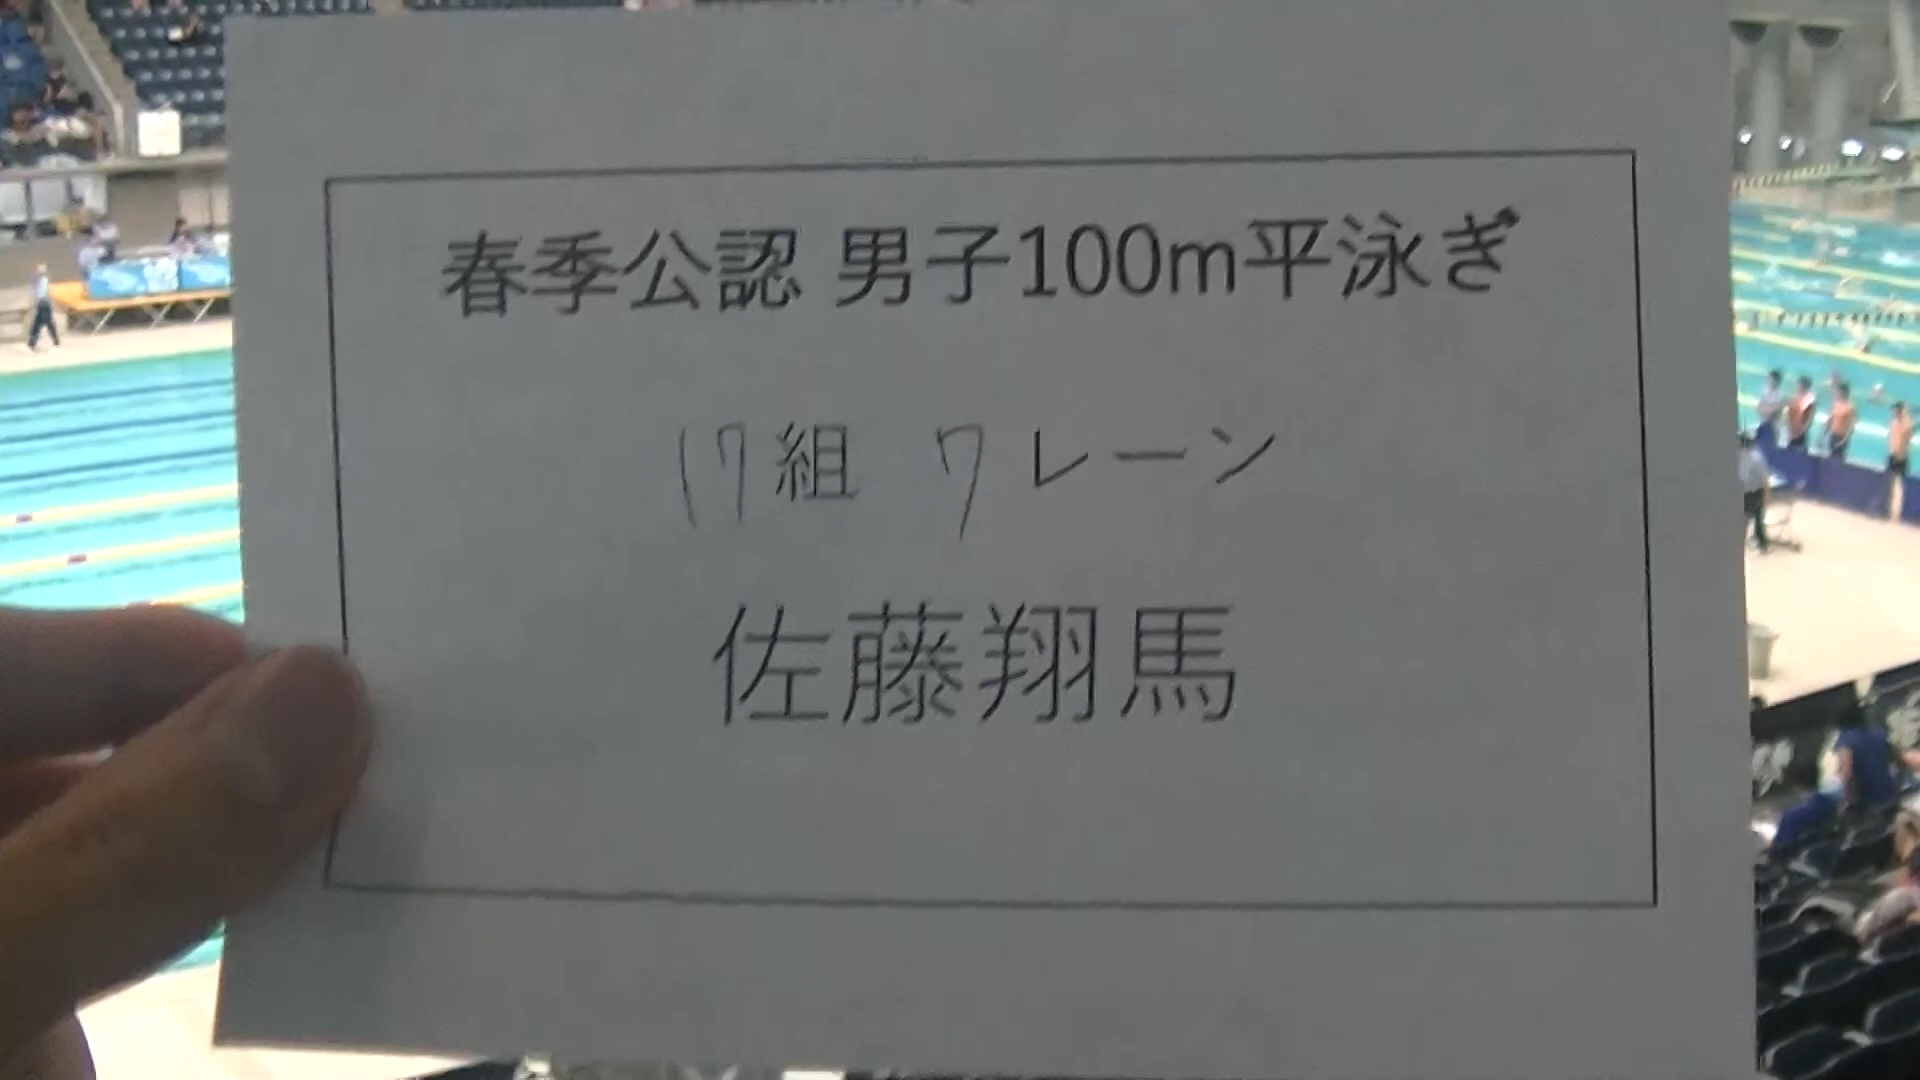 春季公認 男子100m平泳ぎ
17組 7レーン
佐藤翔馬